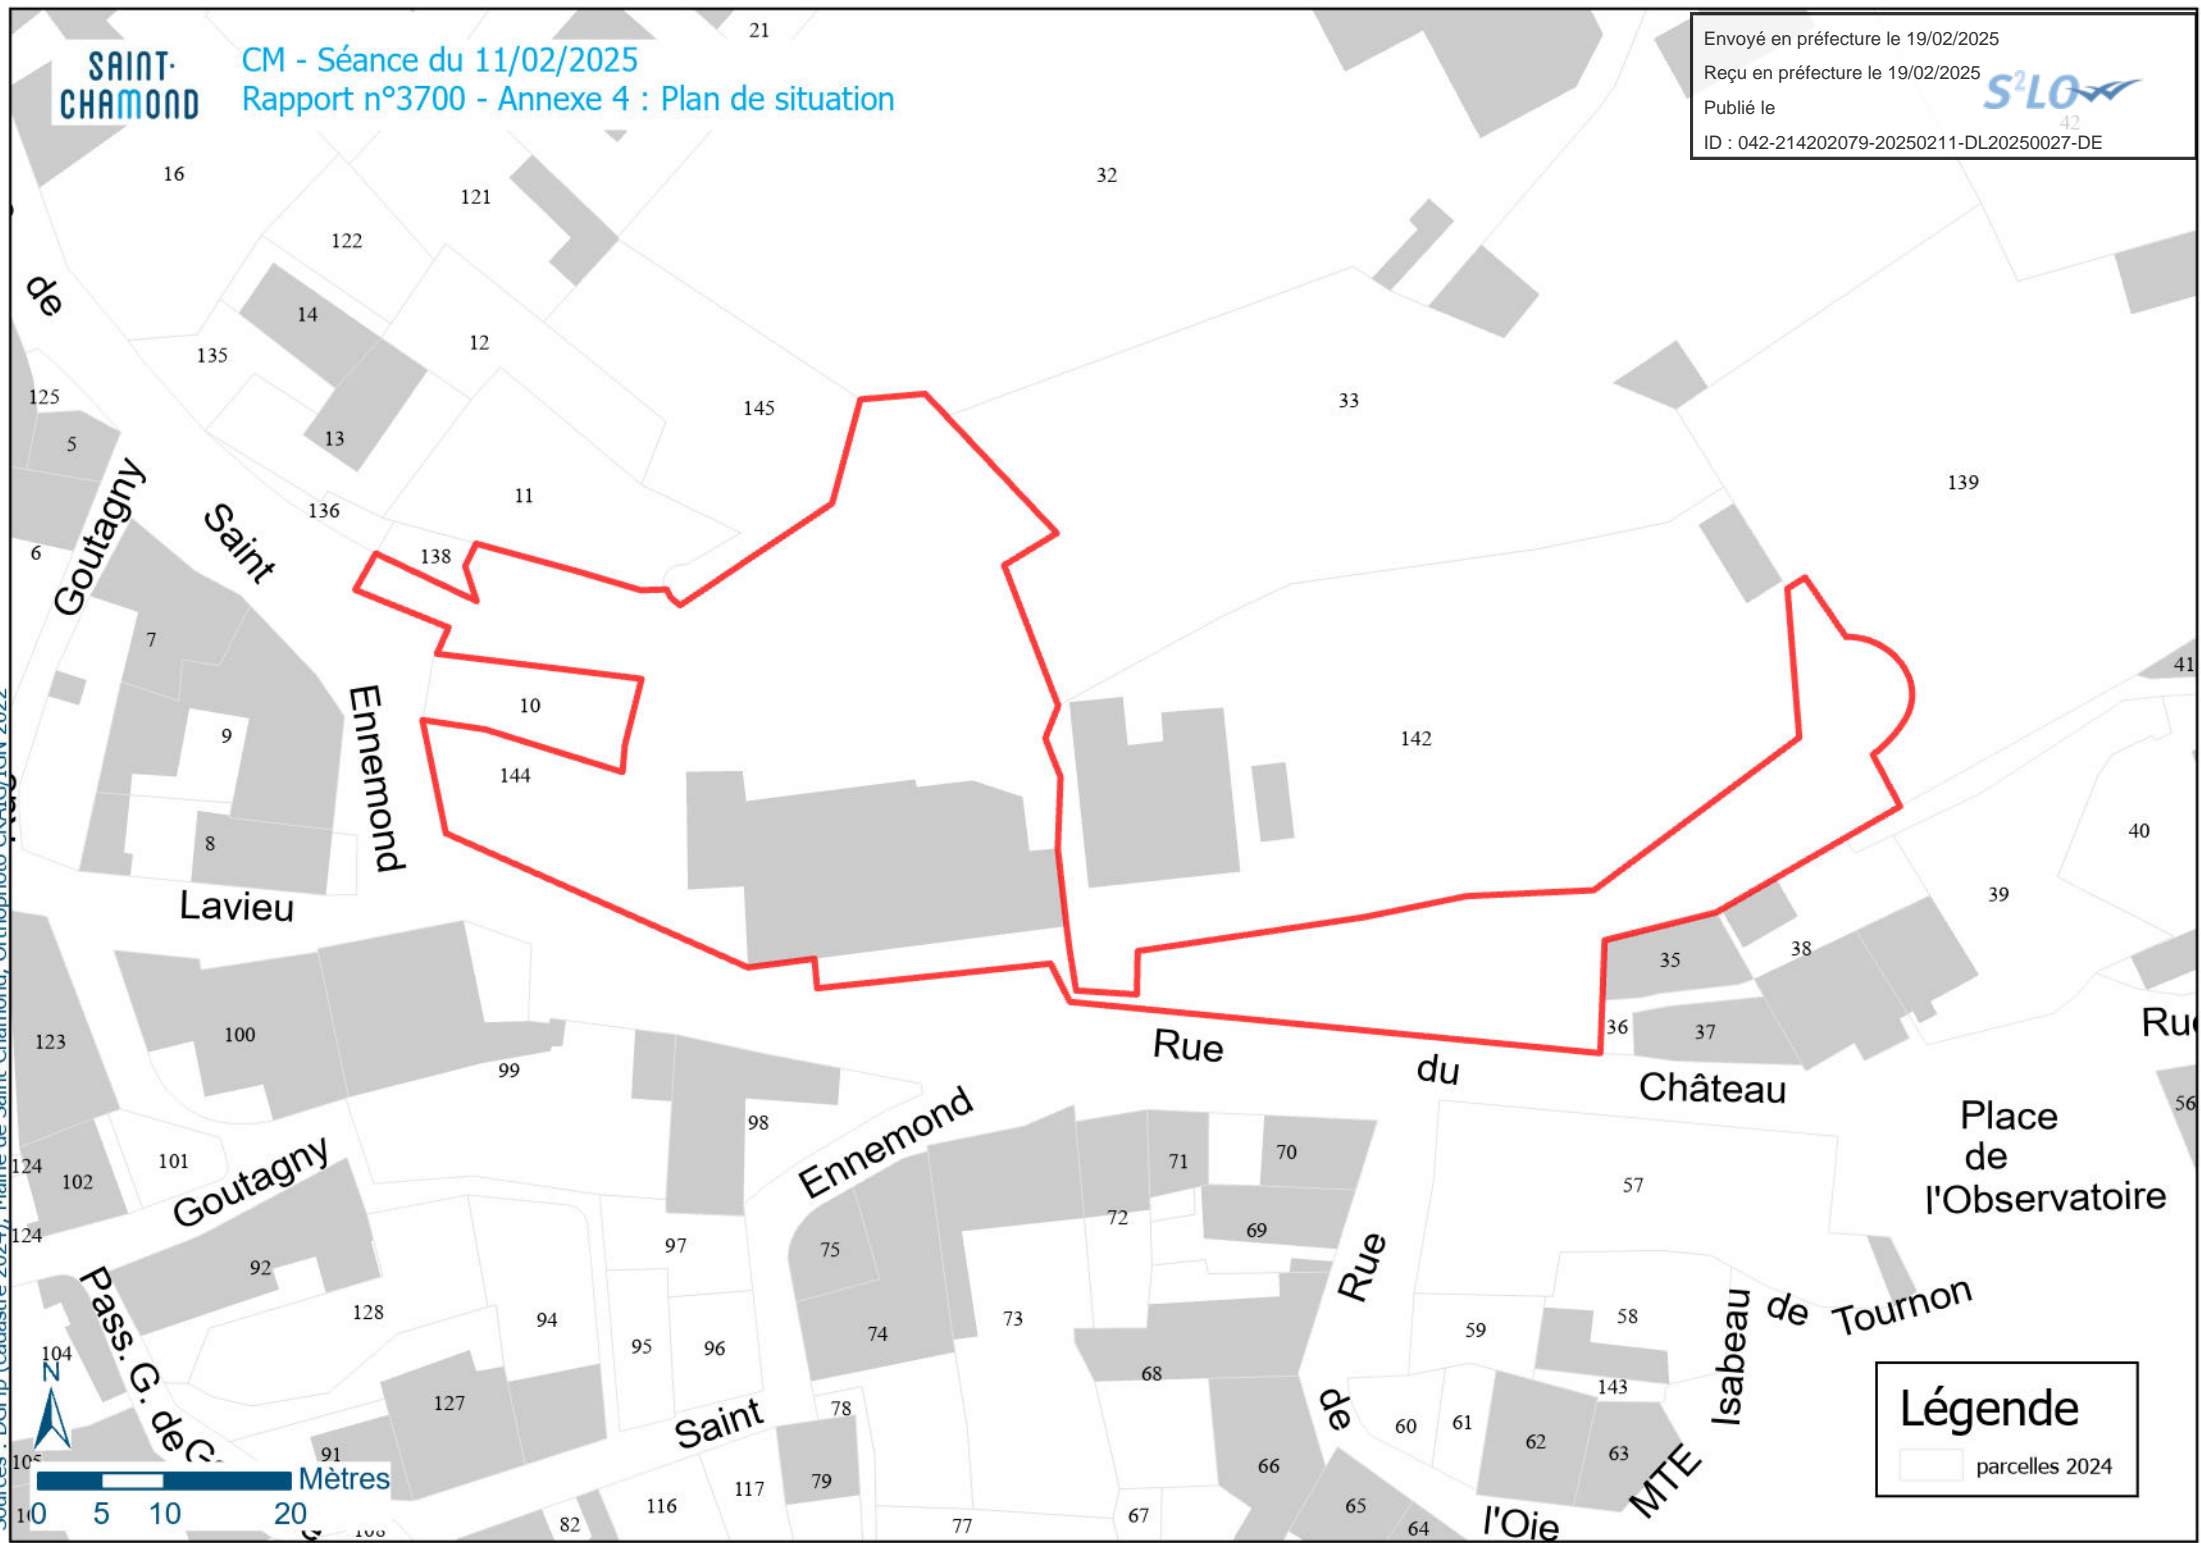 SAINT·
CHAMOND
CM - Séance du 11/02/2025
Rapport n°3700 - Annexe 4 : Plan de situation
Envoyé en préfecture le 19/02/2025
Reçu en préfecture le 19/02/2025
Publié le
ID : 042-214202079-20250211-DL20250027-DE
S²LO
42
21
16
121
32
122
de
14
12
135
125
145
33
13
5
139
11
136
Goutagny
Saint
6
138
7
41
Ennemond
10
9
142
144
40
8
39
Lavieu
38
35
36
37
123
100
Rue
99
Rue
du
Château
98
Ennemond
Place
de
l'Observatoire
56
124
102
101
71
70
57
Goutagny
72
69
124
97
75
92
Rue
128
94
73
58
de
Tournon
59
95
96
74
Isabeau
104
68
143
127
Pass. G. de G
de
78
60
61
Saint
62
63
MTE
91
66
79
117
116
65
67
77
82
64
l'Oie
N
Mètres
0 5 10 20
Légende
parcelles 2024